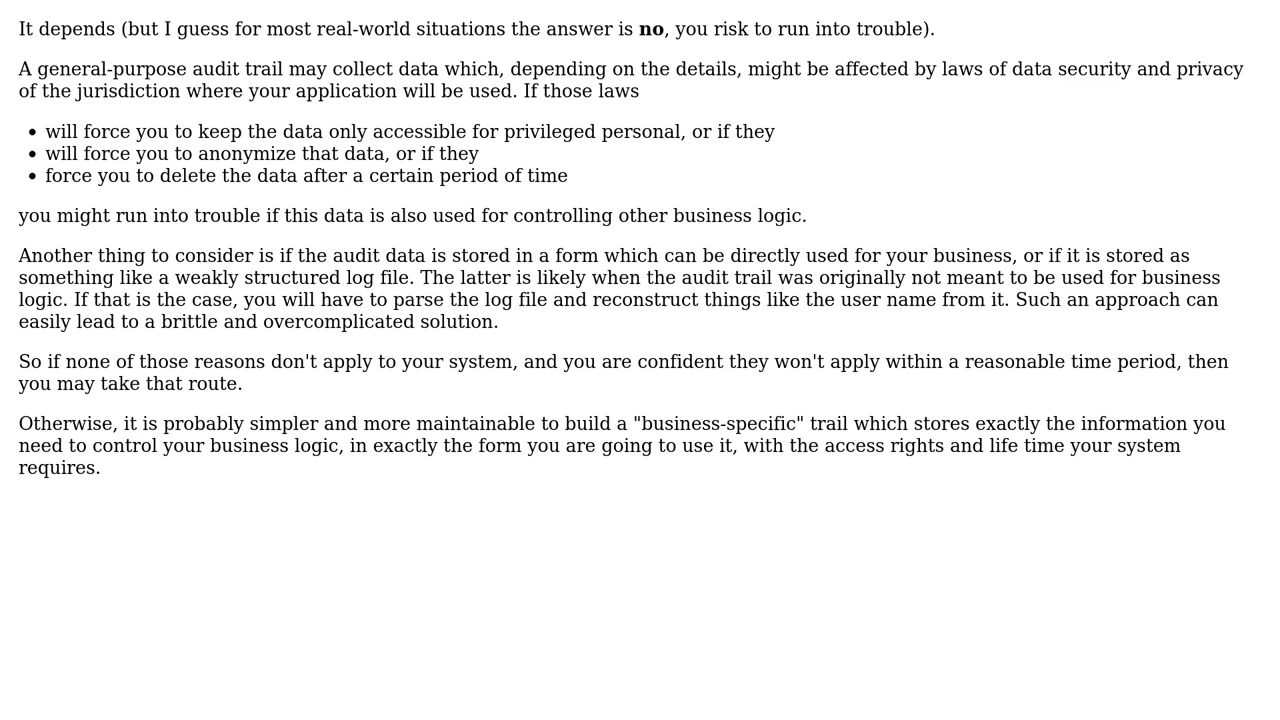 It depends (but I guess for most real-world situations the answer is no, you risk to run into trouble).
A general-purpose audit trail may collect data which, depending on the details, might be affected by laws of data security and privacy
of the jurisdiction where your application will be used. If those laws
• will force you to keep the data only accessible for privileged personal, or if they
• will force you to anonymize that data, or if they
• force you to delete the data after a certain period of time
you might run into trouble if this data is also used for controlling other business logic.
Another thing to consider is if the audit data is stored in a form which can be directly used for your business, or if it is stored as
something like a weakly structured log file. The latter is likely when the audit trail was originally not meant to be used for business
logic. If that is the case, you will have to parse the log file and reconstruct things like the user name from it. Such an approach can
easily lead to a brittle and overcomplicated solution.
So if none of those reasons don't apply to your system, and you are confident they won't apply within a reasonable time period, then
you may take that route.
Otherwise, it is probably simpler and more maintainable to build a "business-specific" trail which stores exactly the information you
need to control your business logic, in exactly the form you are going to use it, with the access rights and life time your system
requires.